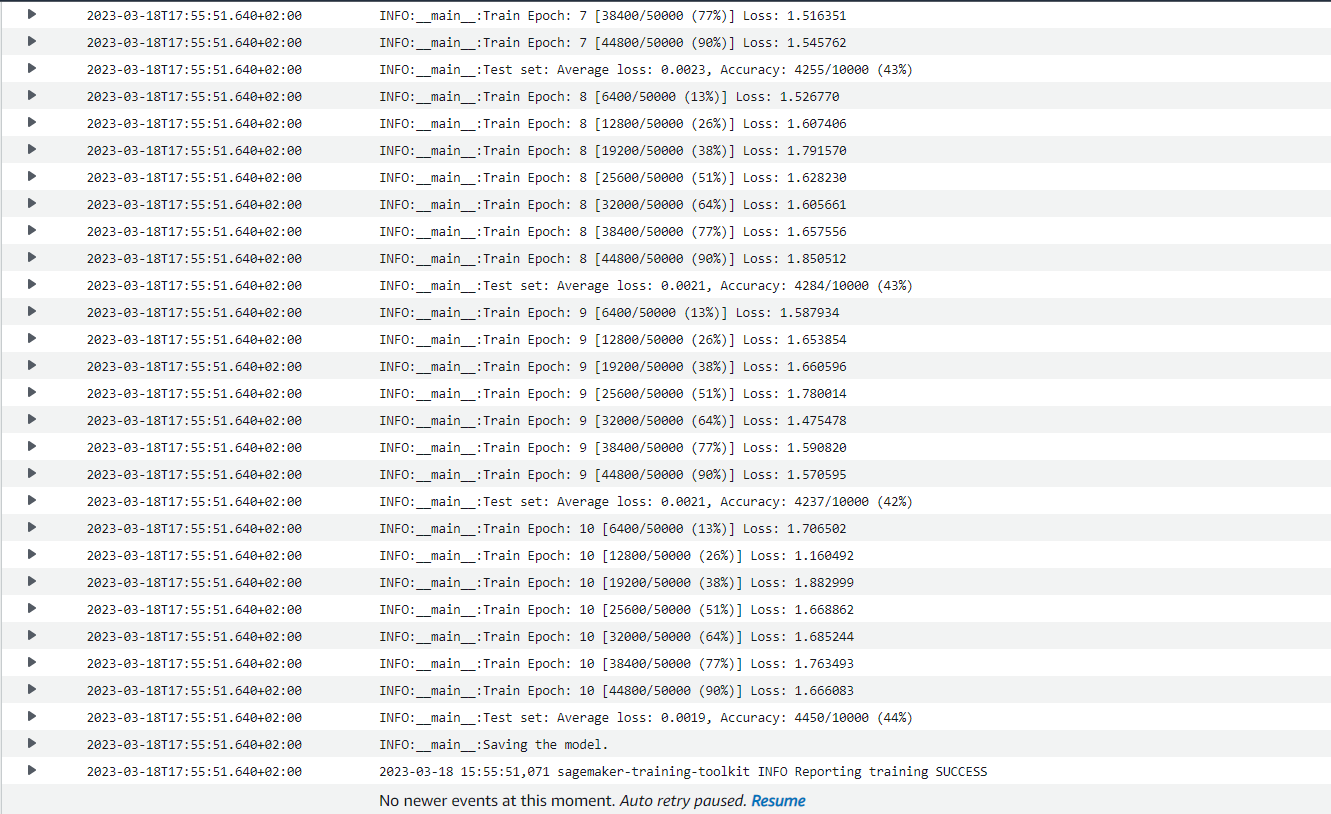 2023-03-18T17:55:51.640+02:00 INFO:__main__:Train Epoch: 7 [38400/50000 (77%)] Loss: 1.516351
2023-03-18T17:55:51.640+02:00 INFO:__main__:Train Epoch: 7 [44800/50000 (90%)] Loss: 1.545762
2023-03-18T17:55:51.640+02:00 INFO:__main__:Test set: Average loss: 0.0023, Accuracy: 4255/10000 (43%)
2023-03-18T17:55:51.640+02:00 INFO:__main__:Train Epoch: 8 [6400/50000 (13%)] Loss: 1.526770
2023-03-18T17:55:51.640+02:00 INFO:__main__:Train Epoch: 8 [12800/50000 (26%)] Loss: 1.607406
2023-03-18T17:55:51.640+02:00 INFO:__main__:Train Epoch: 8 [19200/50000 (38%)] Loss: 1.791570
2023-03-18T17:55:51.640+02:00 INFO:__main__:Train Epoch: 8 [25600/50000 (51%)] Loss: 1.628230
2023-03-18T17:55:51.640+02:00 INFO:__main__:Train Epoch: 8 [32000/50000 (64%)] Loss: 1.605661
2023-03-18T17:55:51.640+02:00 INFO:__main__:Train Epoch: 8 [38400/50000 (77%)] Loss: 1.657556
2023-03-18T17:55:51.640+02:00 INFO:__main__:Train Epoch: 8 [44800/50000 (90%)] Loss: 1.850512
2023-03-18T17:55:51.640+02:00 INFO:__main__:Test set: Average loss: 0.0021, Accuracy: 4284/10000 (43%)
2023-03-18T17:55:51.640+02:00 INFO:__main__:Train Epoch: 9 [6400/50000 (13%)] Loss: 1.587934
2023-03-18T17:55:51.640+02:00 INFO:__main__:Train Epoch: 9 [12800/50000 (26%)] Loss: 1.653854
2023-03-18T17:55:51.640+02:00 INFO:__main__:Train Epoch: 9 [19200/50000 (38%)] Loss: 1.660596
2023-03-18T17:55:51.640+02:00 INFO:__main__:Train Epoch: 9 [25600/50000 (51%)] Loss: 1.780014
2023-03-18T17:55:51.640+02:00 INFO:__main__:Train Epoch: 9 [32000/50000 (64%)] Loss: 1.475478
2023-03-18T17:55:51.640+02:00 INFO:__main__:Train Epoch: 9 [38400/50000 (77%)] Loss: 1.590820
2023-03-18T17:55:51.640+02:00 INFO:__main__:Train Epoch: 9 [44800/50000 (90%)] Loss: 1.570595
2023-03-18T17:55:51.640+02:00 INFO:__main__:Test set: Average loss: 0.0021, Accuracy: 4237/10000 (42%)
2023-03-18T17:55:51.640+02:00 INFO:__main__:Train Epoch: 10 [6400/50000 (13%)] Loss: 1.706502
2023-03-18T17:55:51.640+02:00 INFO:__main__:Train Epoch: 10 [12800/50000 (26%)] Loss: 1.160492
2023-03-18T17:55:51.640+02:00 INFO:__main__:Train Epoch: 10 [19200/50000 (38%)] Loss: 1.882999
2023-03-18T17:55:51.640+02:00 INFO:__main__:Train Epoch: 10 [25600/50000 (51%)] Loss: 1.668862
2023-03-18T17:55:51.640+02:00 INFO:__main__:Train Epoch: 10 [32000/50000 (64%)] Loss: 1.685244
2023-03-18T17:55:51.640+02:00 INFO:__main__:Train Epoch: 10 [38400/50000 (77%)] Loss: 1.763493
2023-03-18T17:55:51.640+02:00 INFO:__main__:Train Epoch: 10 [44800/50000 (90%)] Loss: 1.666083
2023-03-18T17:55:51.640+02:00 INFO:__main__:Test set: Average loss: 0.0019, Accuracy: 4450/10000 (44%)
2023-03-18T17:55:51.640+02:00 INFO:__main__:Saving the model.
2023-03-18T17:55:51.640+02:00 2023-03-18 15:55:51,071 sagemaker-training-toolkit INFO Reporting training SUCCESS
No newer events at this moment. Auto retry paused. Resume